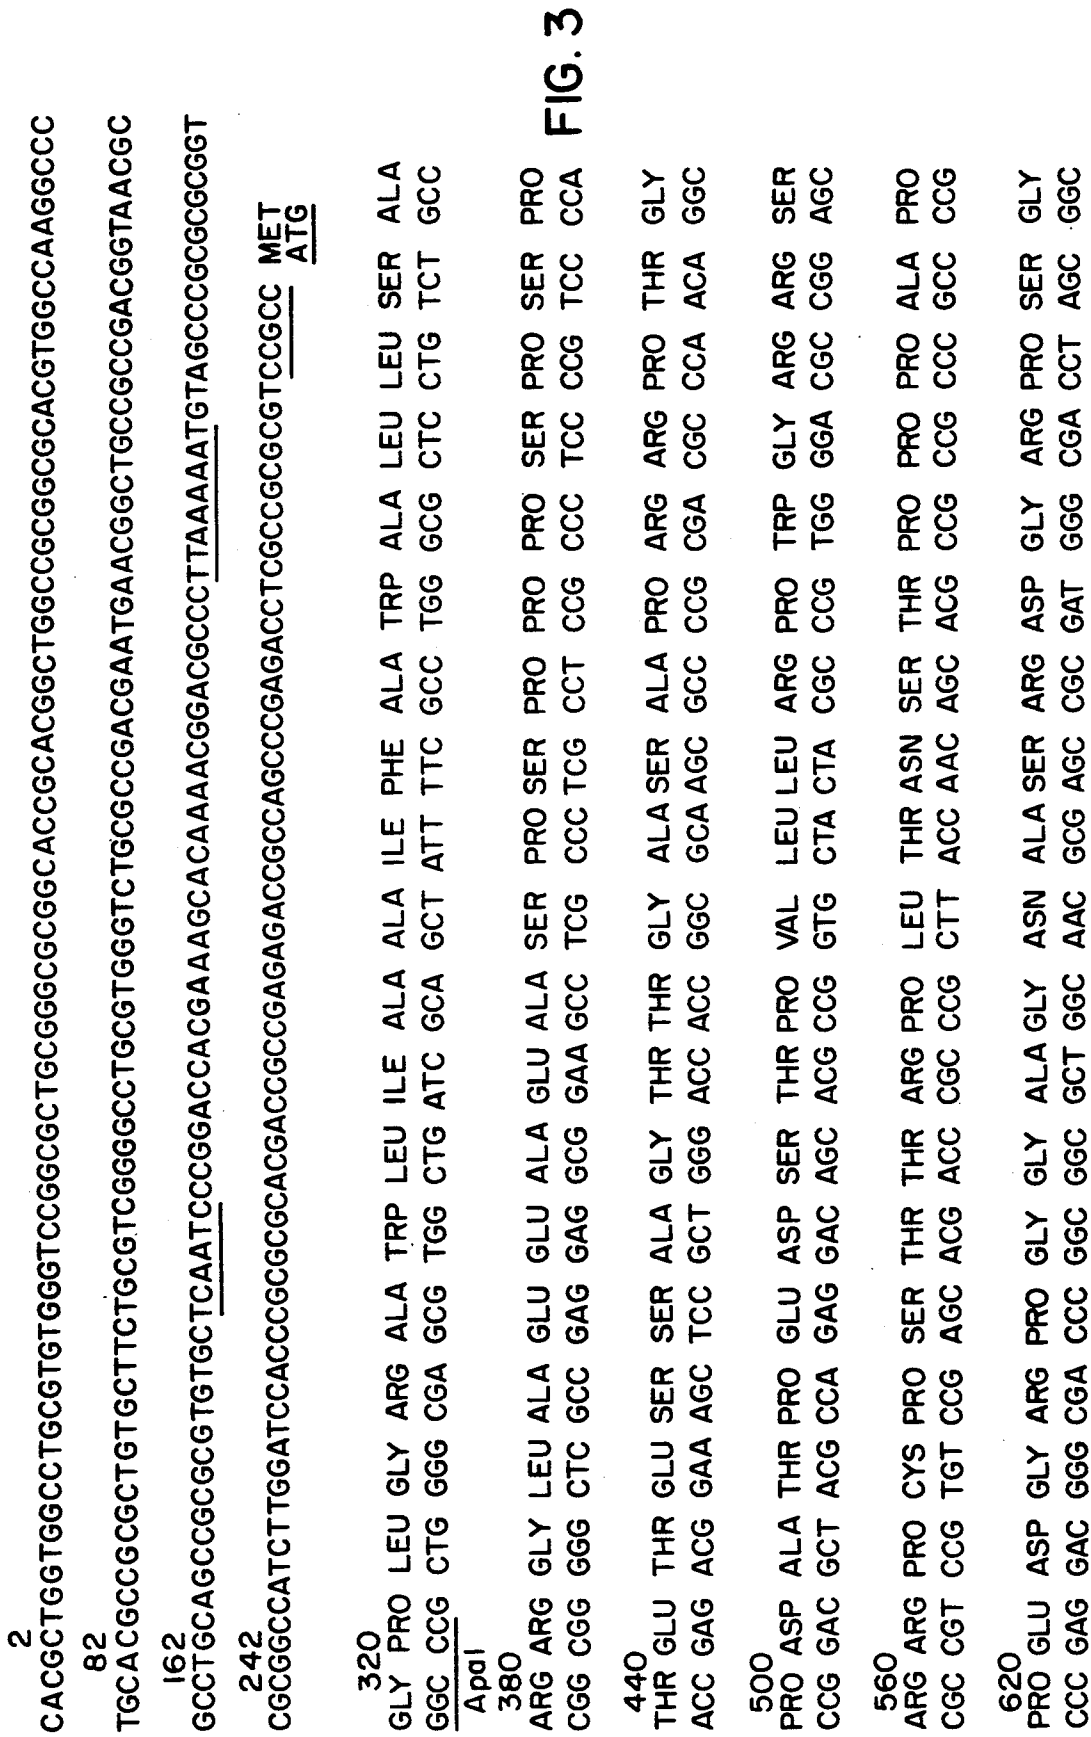 2
CACGCTGGTGGCCTGCGTGTGGGTCCGGCGCTGCGGGCGCGGCACCGCACGGCTGGCCGCGGCGCACGTGGCCAAGGCCC
82
TGCACGCCGCGCTGTGCTTCTGCGTCGGGGCCTGCGTGGGTCTGCGCCGACGAATGAACGGCTGCCGCCGACGGTAACGC
162
GCCTGCAGCCGCGCGTGTGCTCAATCCCGGACCACGAAAGCACAAAACGGACGCCCTTAAAAATGTAGCCCGCGCGCGGT
242 MET
CGCGGCCATCTTGGATCCACCCGCGCGCACGACCGCCGAGAGACCGCCAGCCCGAGACCTCGCCGCGCGTCCGCC ATG
320
GLY PRO LEU GLY ARG ALA TRP LEU ILE ALA ALA ILE PHE ALA TRP ALA LEU LEU SER ALA
GGC CCG CTG GGG CGA GCG TGG CTG ATC GCA GCT ATT TTC GCC TGG GCG CTC CTG TCT GCC
ApaI
380
ARG ARG GLY LEU ALA GLU GLU ALA GLU ALA SER PRO SER PRO PRO PRO SER PRO SER PRO
CGG CGG GGG CTC GCC GAG GAG GCG GAA GCC TCG CCC TCG CCT CCG CCC TCC CCG TCC CCA
440
THR GLU THR GLU SER SER ALA GLY THR THR GLY ALA SER ALA PRO ARG ARG PRO THR GLY
ACC GAG ACG GAA AGC TCC GCT GGG ACC ACC GGC GCA AGC GCC CCG CGA CGC CCA ACA GGC
500
PRO ASP ALA THR PRO GLU ASP SER THR PRO VAL LEU LEU ARG PRO TRP GLY ARG ARG SER
CCG GAC GCT ACG CCA GAG GAC AGC ACG CCG GTG CTA CTA CGC CCG TGG GGA CGC CGG AGC
560
ARG ARG PRO CYS PRO SER THR THR ARG PRO LEU THR ASN SER THR PRO PRO PRO ALA PRO
CGC CGT CCG TGT CCG AGC ACG ACC CGC CCG CTT ACC AAC AGC ACG CCG CCG CCC GCC CCG
620
PRO GLU ASP GLY ARG PRO GLY GLY ALA GLY ASN ALA SER ARG ASP GLY ARG PRO SER GLY
CCC GAG GAC GGG CGA CCC GGC GGC GCT GGC AAC GCG AGC CGC GAT GGG CGA CCT AGC GGC
FIG. 3